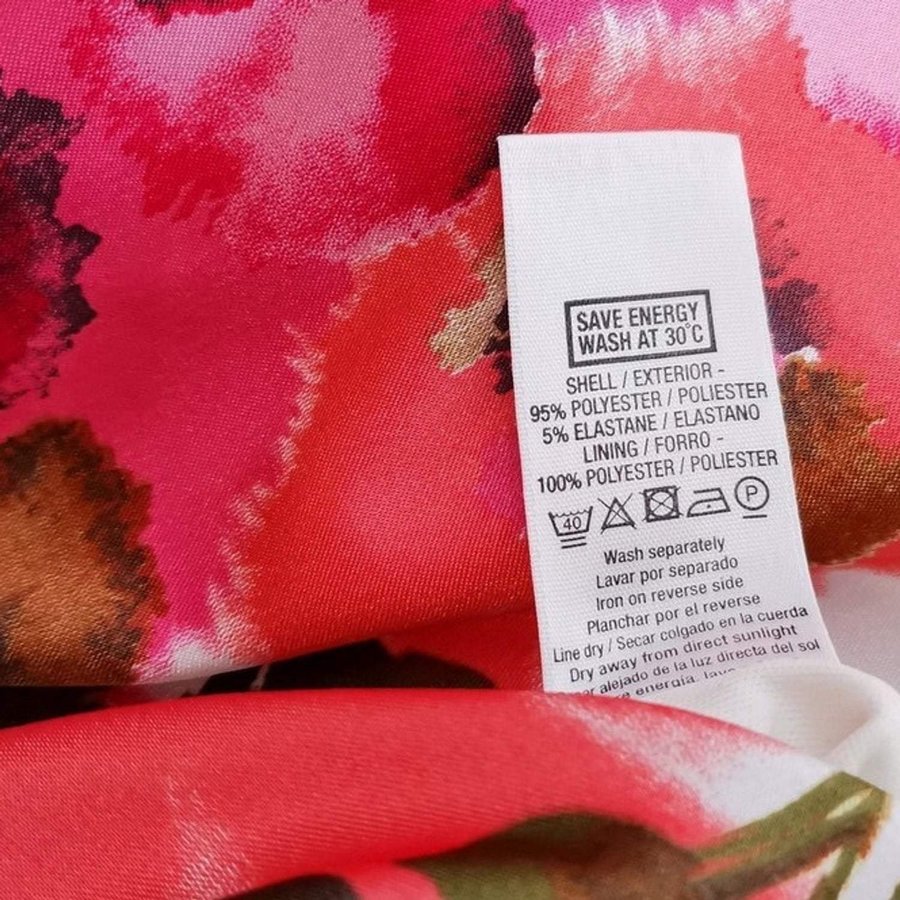 SAVE ENERGY
WASH AT 30°C
SHELL / EXTERIOR -
95% POLYESTER / POLIESTER
5% ELASTANE / ELASTANO
LINING / FORRO -
100% POLYESTER / POLIESTER
40 P
Wash separately
Lavar por separado
Iron on reverse side
Planchar por el reverse
Line dry / Secar colgado en la cuerda
Dry away from direct sunlight
alejado de la luz directa del sol
energia,